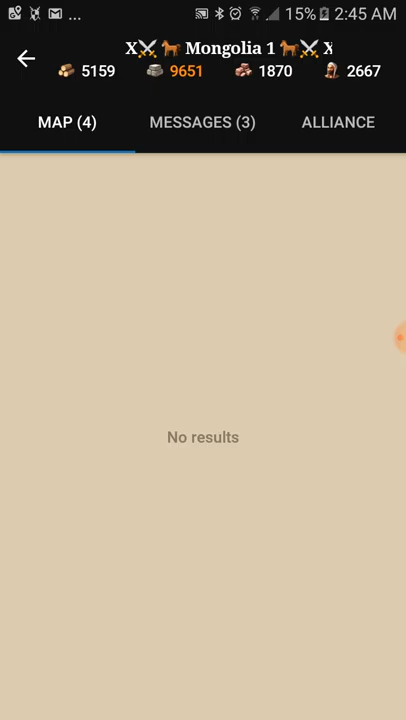 ... 15% 2:45 AM
X⚔🐎 Mongolia 1 🐎⚔ X
5159 9651 1870 2667
MAP (4) MESSAGES (3) ALLIANCE
No results